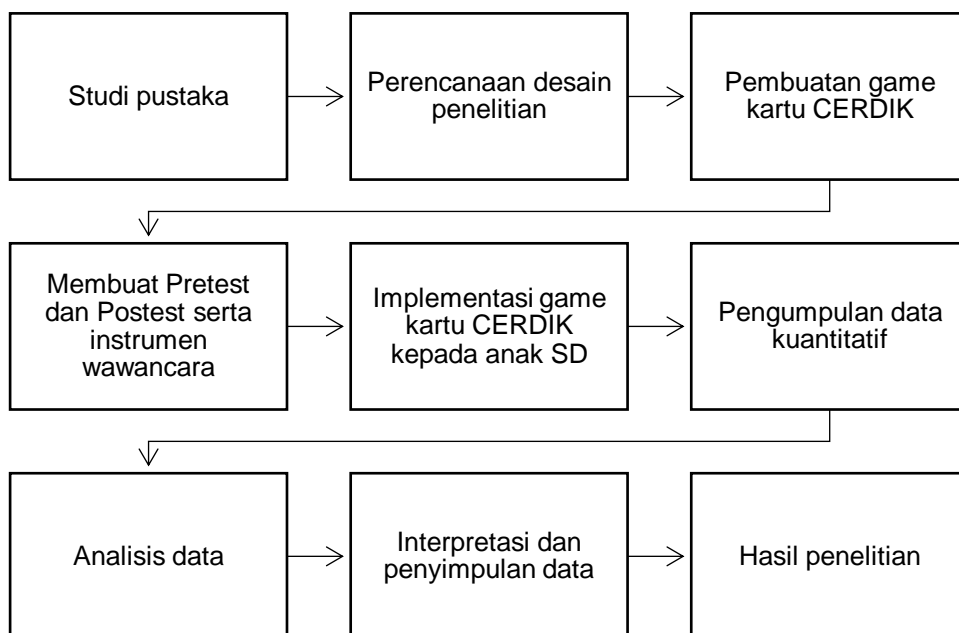 Studi pustaka
Perencanaan desain
penelitian
Pembuatan game
kartu CERDIK
Membuat Pretest
dan Postest serta
instrumen
wawancara
Implementasi game
kartu CERDIK
kepada anak SD
Pengumpulan data
kuantitatif
Analisis data
Interpretasi dan
penyimpulan data
Hasil penelitian